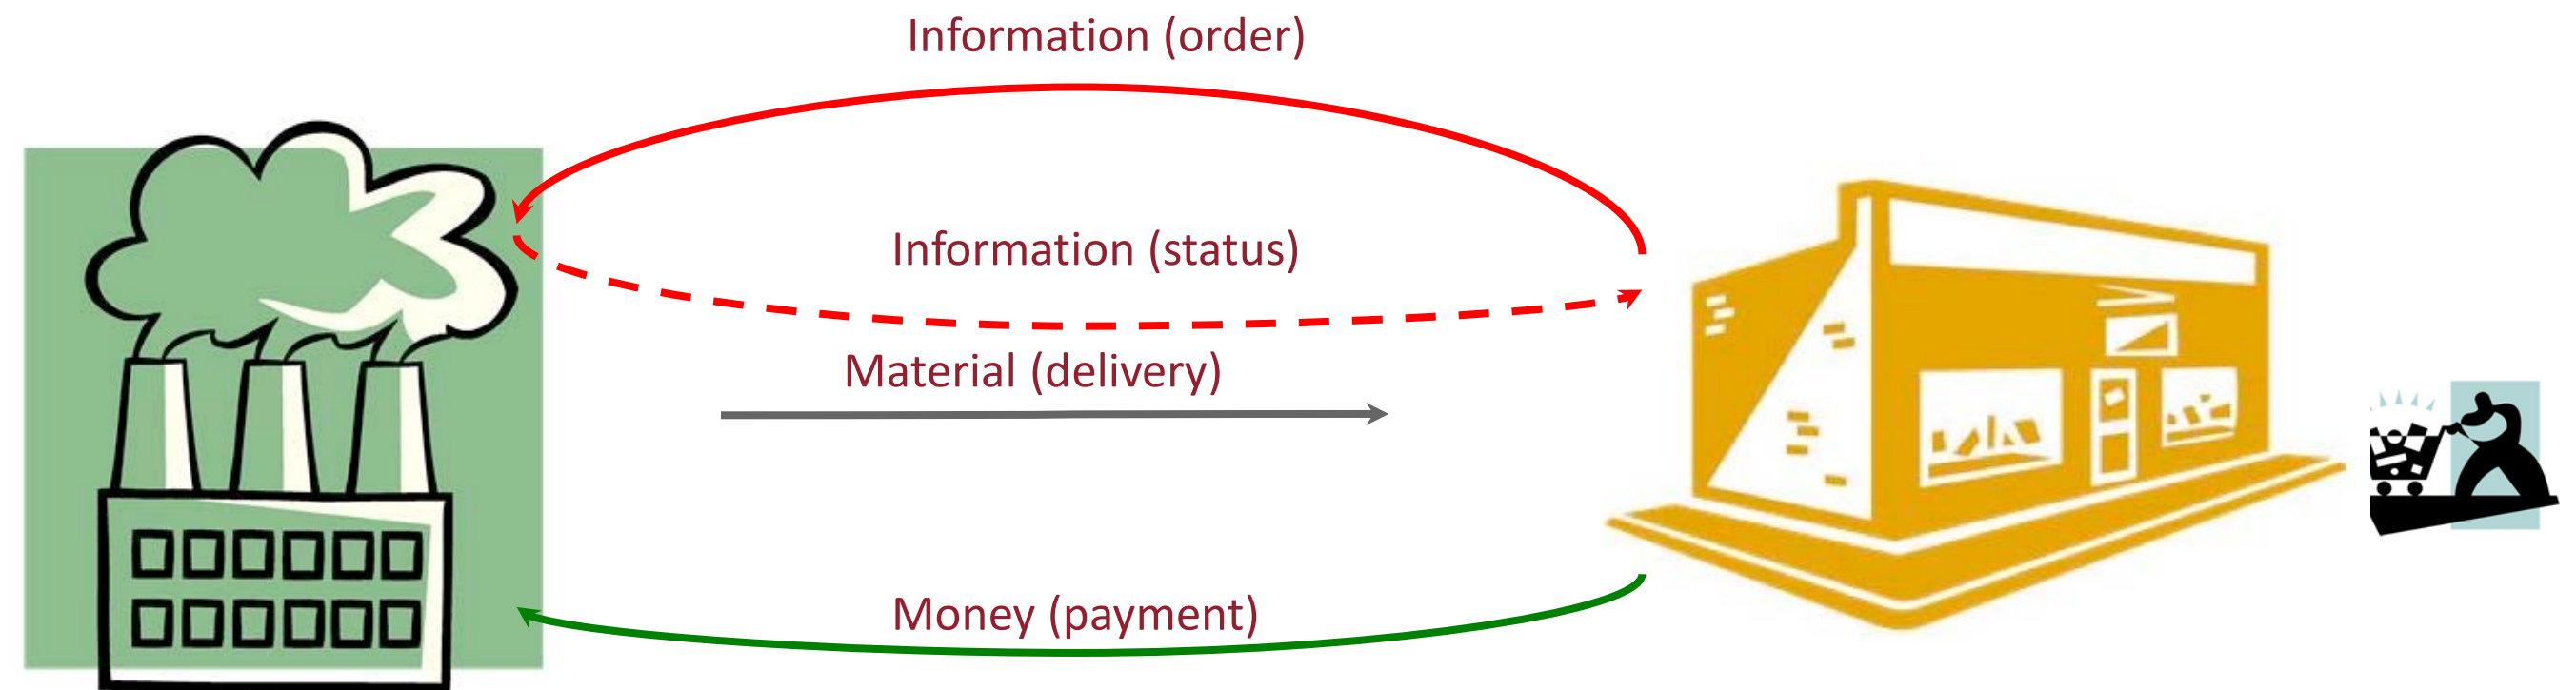 Information (order)
Information (status)
Material (delivery)
Money (payment)